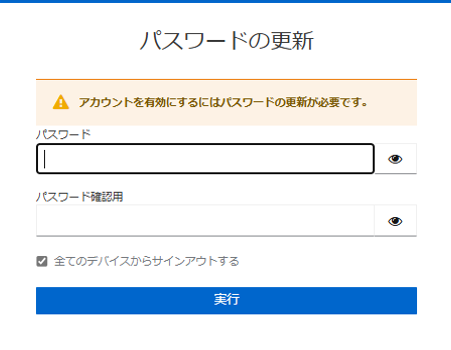 パスワードの更新
アカウントを有効にするにはパスワードの更新が必要です。
パスワード
パスワード確認用
全てのデバイスからサインアウトする
実行